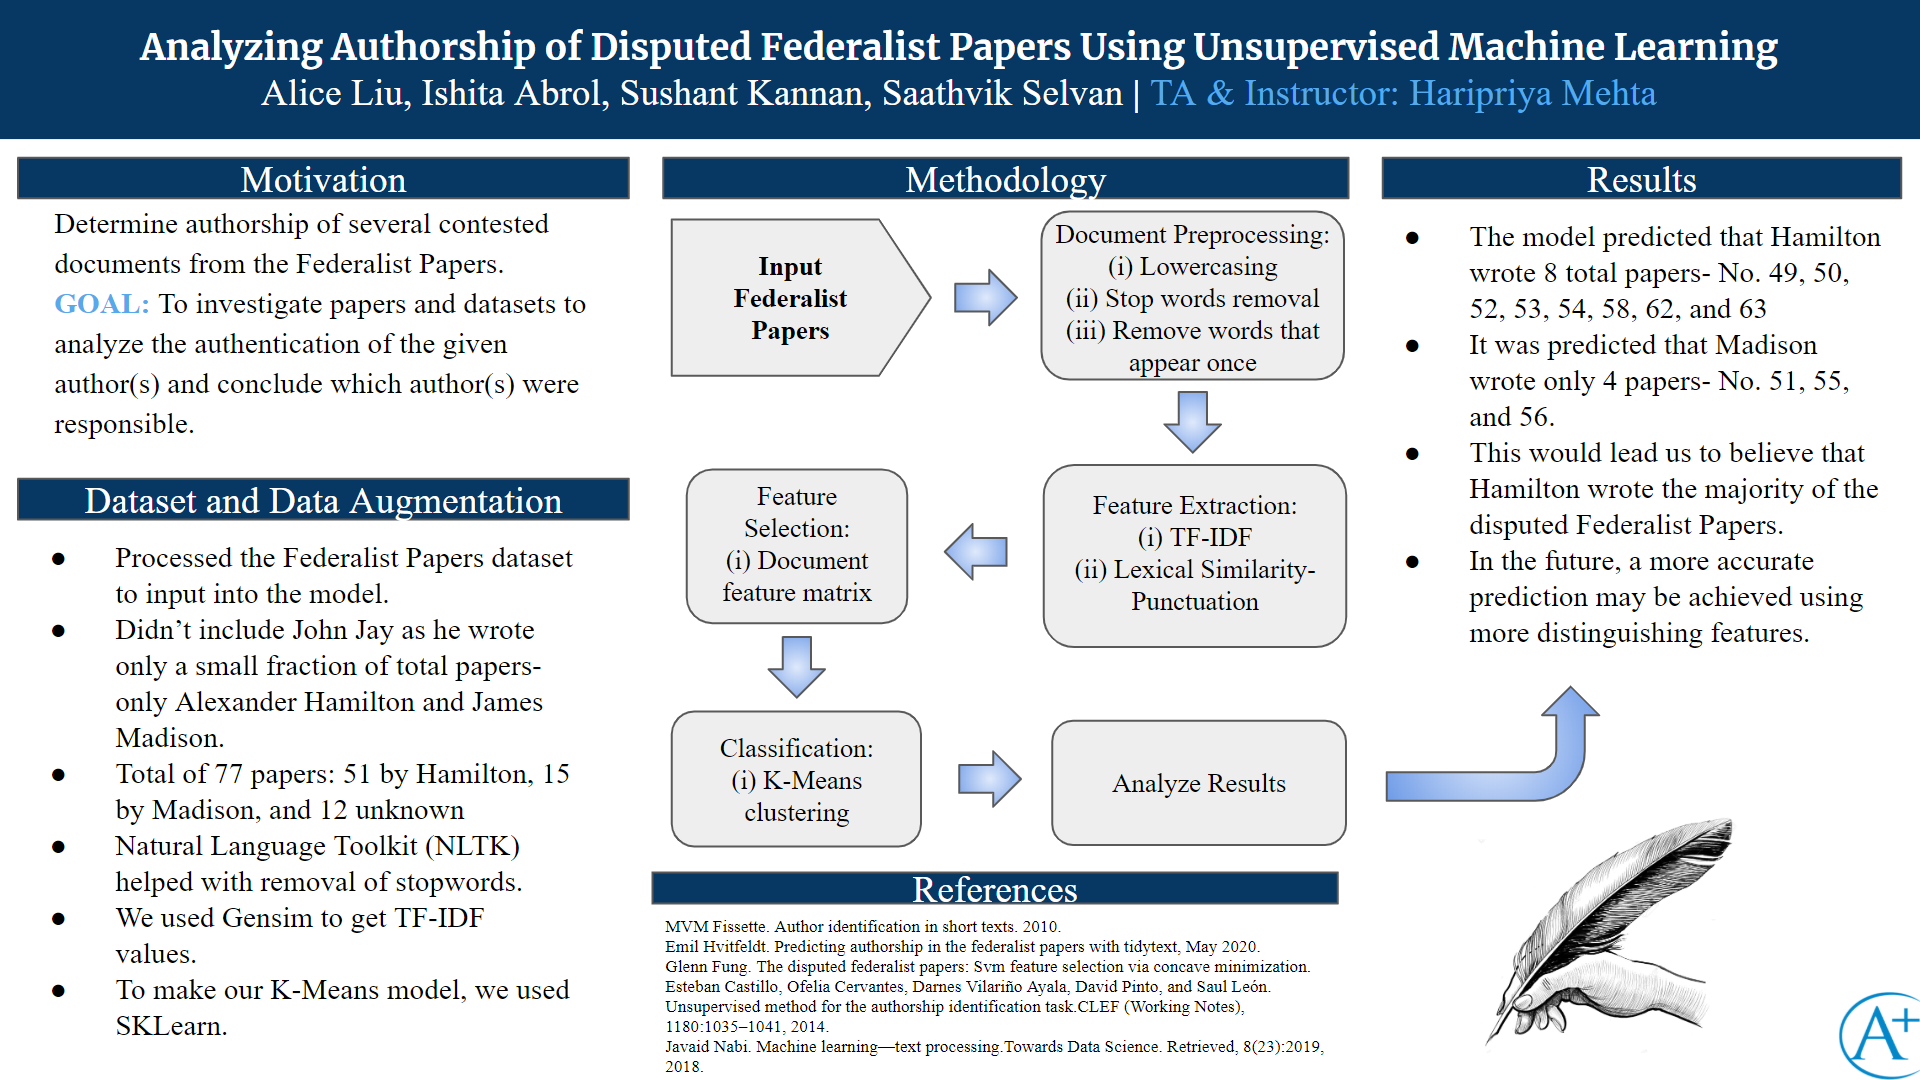 Analyzing Authorship of Disputed Federalist Papers Using Unsupervised Machine Learning
Alice Liu, Ishita Abrol, Sushant Kannan, Saathvik Selvan | TA & Instructor: Haripriya Mehta
Motivation
Determine authorship of several contested
documents from the Federalist Papers.
GOAL: To investigate papers and datasets to
analyze the authentication of the given
author(s) and conclude which author(s) were
responsible.
Dataset and Data Augmentation
● Processed the Federalist Papers dataset
to input into the model.
● Didn’t include John Jay as he wrote
only a small fraction of total papers-
only Alexander Hamilton and James
Madison.
● Total of 77 papers: 51 by Hamilton, 15
by Madison, and 12 unknown
● Natural Language Toolkit (NLTK)
helped with removal of stopwords.
● We used Gensim to get TF-IDF
values.
● To make our K-Means model, we used
SKLearn.
Methodology
Input
Federalist
Papers
Document Preprocessing:
(i) Lowercasing
(ii) Stop words removal
(iii) Remove words that
appear once
Feature Extraction:
(i) TF-IDF
(ii) Lexical Similarity-
Punctuation
Feature
Selection:
(i) Document
feature matrix
Classification:
(i) K-Means
clustering
Analyze Results
References
MVM Fissette. Author identification in short texts. 2010.
Emil Hvitfeldt. Predicting authorship in the federalist papers with tidytext, May 2020.
Glenn Fung. The disputed federalist papers: Svm feature selection via concave minimization.
Esteban Castillo, Ofelia Cervantes, Darnes Vilariño Ayala, David Pinto, and Saul León.
Unsupervised method for the authorship identification task.CLEF (Working Notes),
1180:1035–1041, 2014.
Javaid Nabi. Machine learning—text processing.Towards Data Science. Retrieved, 8(23):2019,
2018.
Results
● The model predicted that Hamilton
wrote 8 total papers- No. 49, 50,
52, 53, 54, 58, 62, and 63
● It was predicted that Madison
wrote only 4 papers- No. 51, 55,
and 56.
● This would lead us to believe that
Hamilton wrote the majority of the
disputed Federalist Papers.
● In the future, a more accurate
prediction may be achieved using
more distinguishing features.
A+